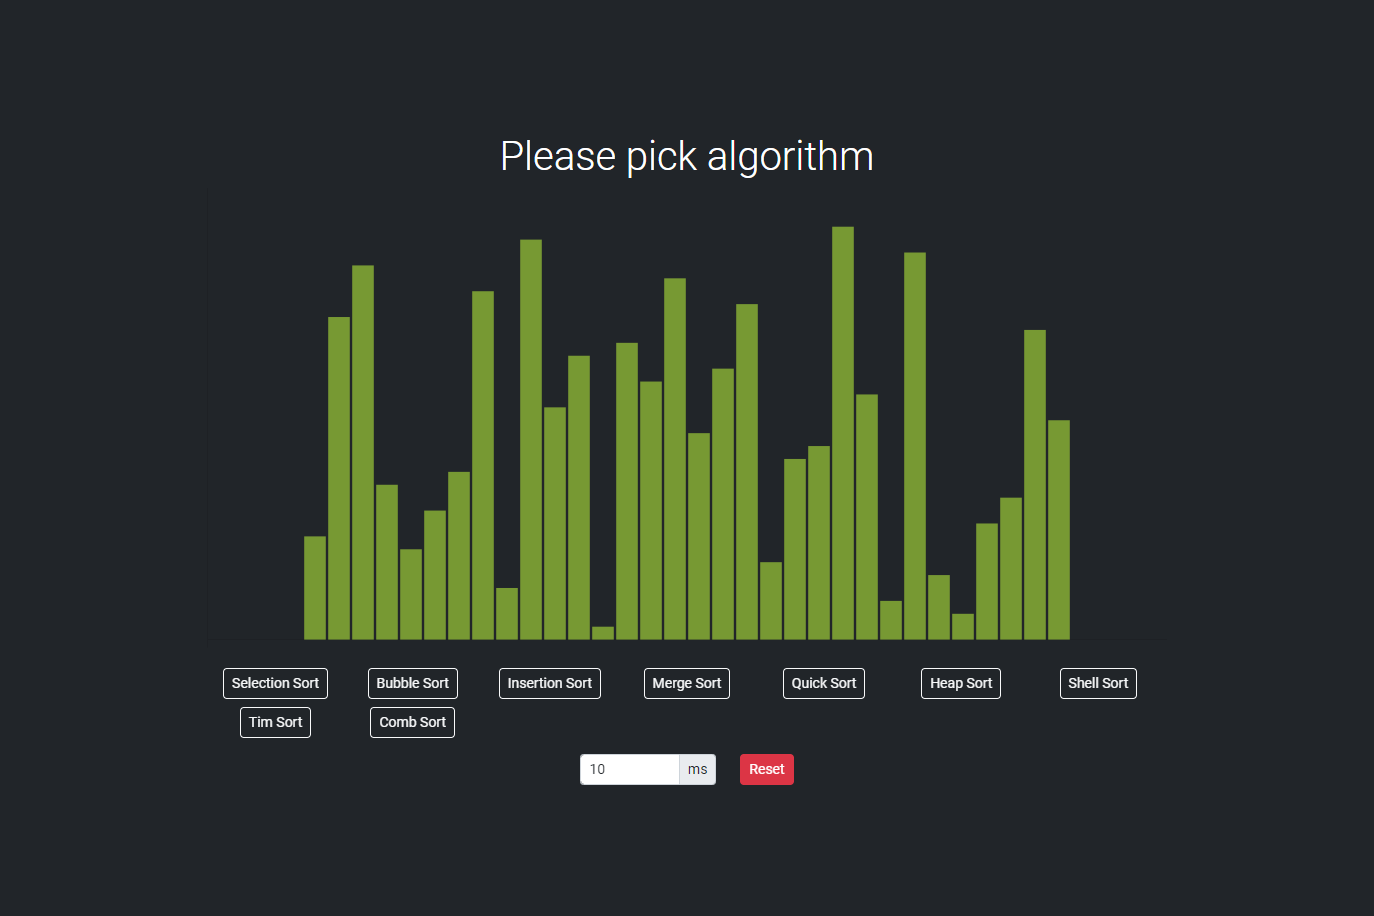 Please pick algorithm
Selection Sort Bubble Sort Insertion Sort Merge Sort Quick Sort Heap Sort Shell Sort
Tim Sort Comb Sort
10 ms Reset